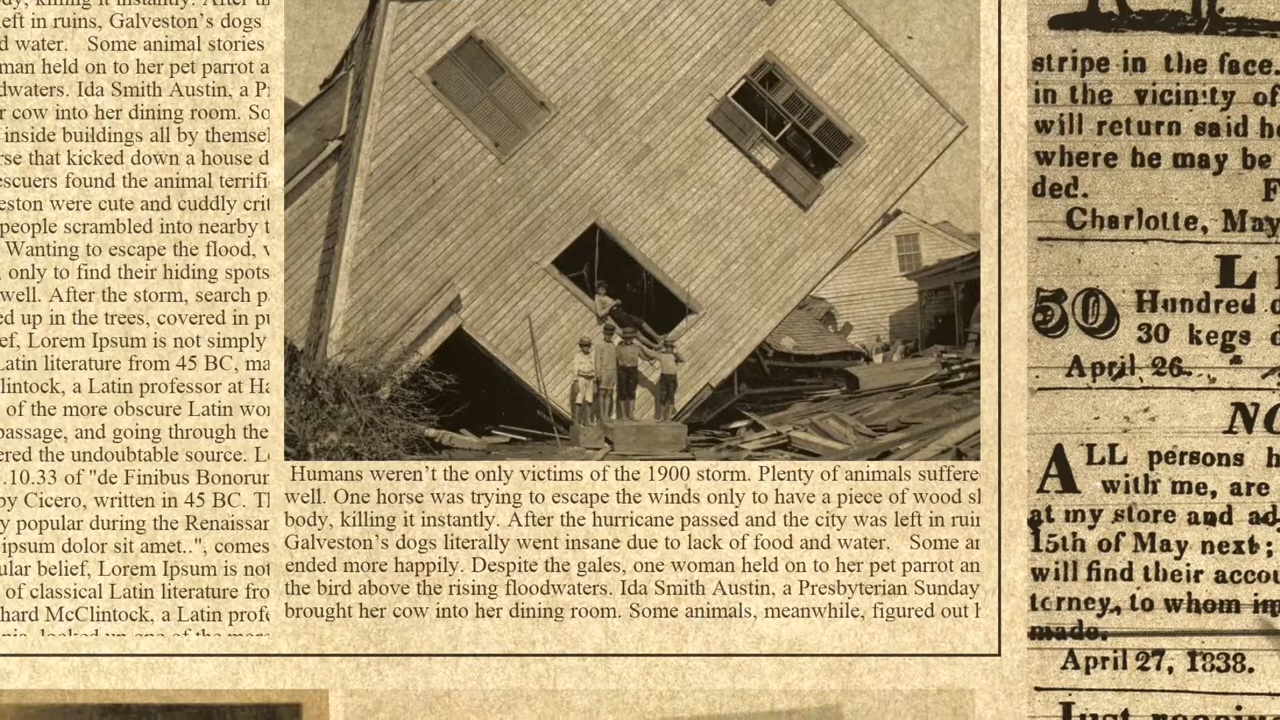 left in ruins, Galveston's dogs
water. Some animal stories
man held on to her pet parrot a
dwaters. Ida Smith Austin, a
cow into her dining room. So
inside buildings all by
that kicked down a house d
found the animal
were cute and cuddly
people scrambled into nearby t
Wanting to escape the flood,
only to find their hiding spots
well. After the storm, search p
ed up in the trees, covered in
ef, Lorem Ipsum is not simply
Latin literature from 45 BC, ma
lintock, a Latin professor at Ha
of the more obscure Latin wor
passage, and going through the
ered the undoubtable source. L
.10.33 of "de Finibus Bonorur
by Cicero, written in 45 BC. Tl
y popular during the Renaissar
ipsum dolor sit amet..", comes
ular belief, Lorem Ipsum is not
of classical Latin literature fro
hard McClintock, a Latin profe
Humans weren't the only victims of the 1900 storm. Plenty of animals suffere
well. One horse was trying to escape the winds only to have a piece of wood sl
body, killing it instantly. After the hurricane passed and the city was left in ruin
Galveston's dogs literally went insane due to lack of food and water. Some an
ended more happily. Despite the gales, one woman held on to her pet parrot an
the bird above the rising floodwaters. Ida Smith Austin, a Presbyterian Sunday
brought her cow into her dining room. Some animals, meanwhile, figured out h
stripe in the face.
in the vicinity of
will return said h
where he may be
ded. F
Charlotte, May
L
50 Hundred
30 kegs
April 26.
NO
ALL persons h
with me, are
at my store and ad
15th of May next;
will find their accou
torney, to whom
made.
April 27, 1838.